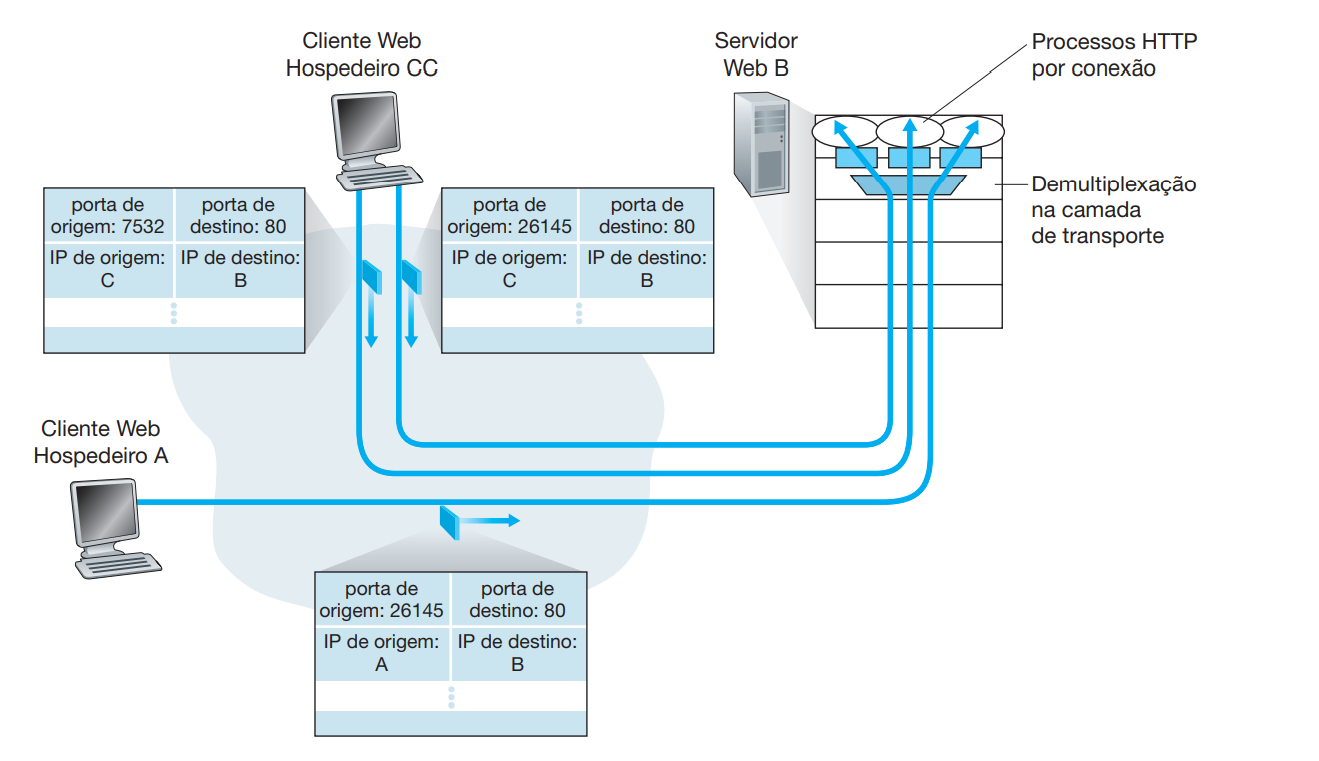 Cliente Web
Hospedeiro CC
Servidor
Web B
Processos HTTP
por conexão
Demultiplexação
na camada
de transporte
porta de
origem: 7532
porta de
destino: 80
IP de origem:
C
IP de destino:
B
porta de
origem: 26145
porta de
destino: 80
IP de origem:
C
IP de destino:
B
Cliente Web
Hospedeiro A
porta de
origem: 26145
porta de
destino: 80
IP de origem:
A
IP de destino:
B